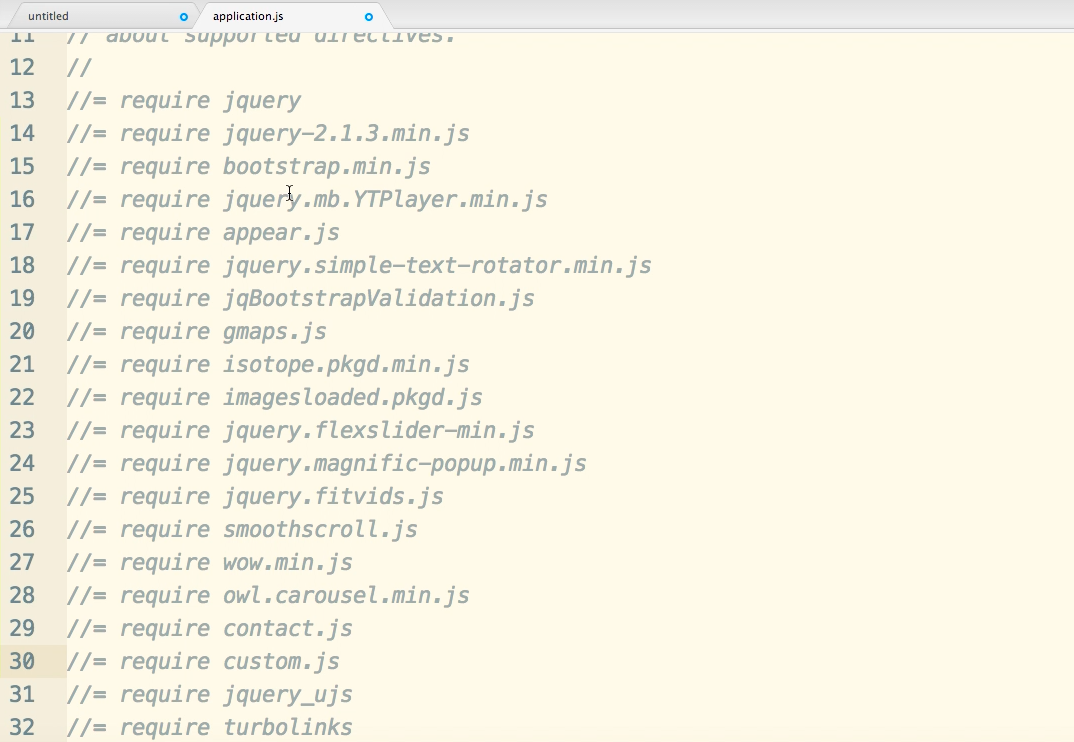 untitled
application.js
11 // about supported directives.
12 //
13 //= require jquery
14 //= require jquery-2.1.3.min.js
15 //= require bootstrap.min.js
16 //= require jquery.mb.YTPlayer.min.js
17 //= require appear.js
18 //= require jquery.simple-text-rotator.min.js
19 //= require jqBootstrapValidation.js
20 //= require gmaps.js
21 //= require isotope.pkgd.min.js
22 //= require imagesloaded.pkgd.js
23 //= require jquery.flexslider-min.js
24 //= require jquery.magnific-popup.min.js
25 //= require jquery.fitvids.js
26 //= require smoothscroll.js
27 //= require wow.min.js
28 //= require owl.carousel.min.js
29 //= require contact.js
30 //= require custom.js
31 //= require jquery_ujs
32 //= require turbolinks